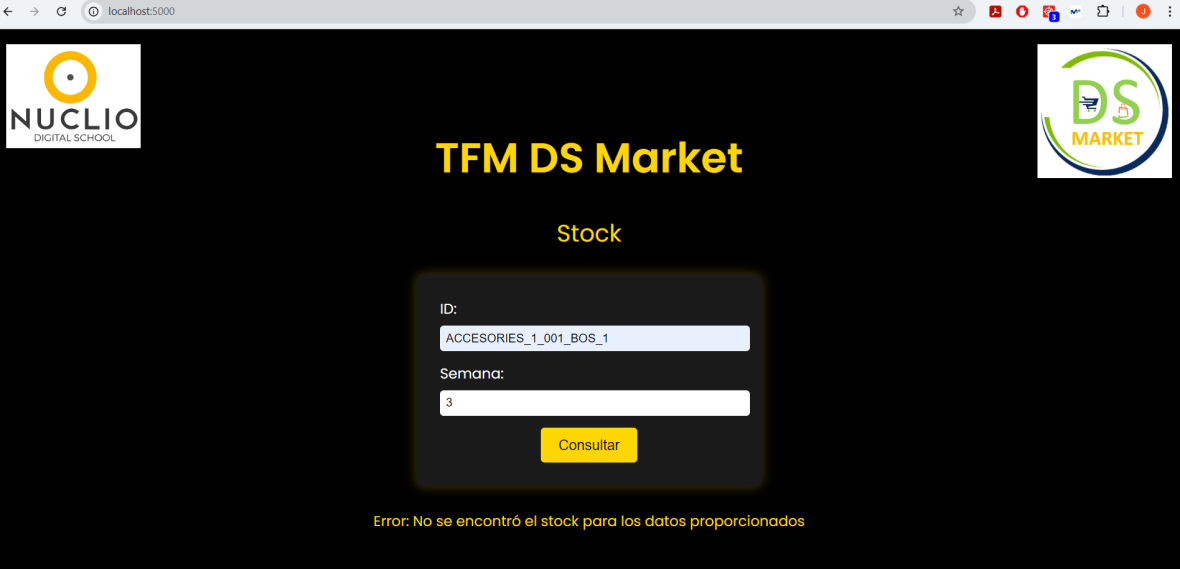 localhost:5000
3
J
NUCLIO
DIGITAL SCHOOL
DS
MARKET
TFM DS Market
Stock
ID:
ACCESORIES_1_001_BOS_1
Semana:
3
Consultar
Error: No se encontró el stock para los datos proporcionados